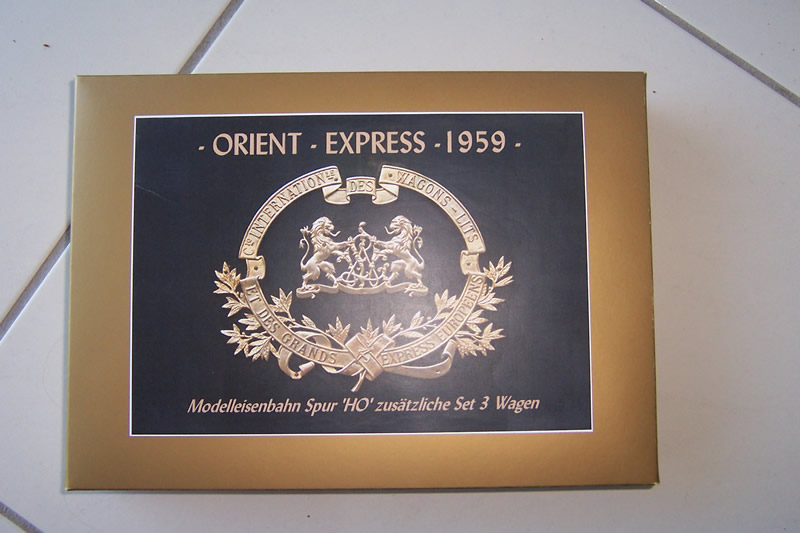 - ORIENT - EXPRESS -1959 -
Cie INTERNATIONALE DES WAGONS-LITS
ET DES GRANDS EXPRESS EUROPÉENS
Modelleisenbahn Spur 'HO' zusätzliche Set 3 Wagen